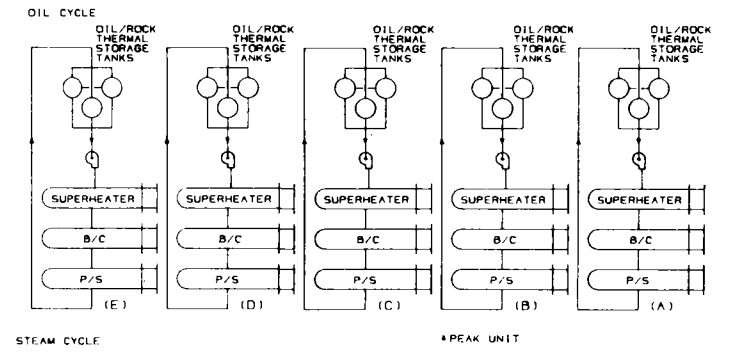 OIL CYCLE
OIL/ROCK
THERMAL
STORAGE
TANKS
OIL/ROCK
THERMAL
STORAGE
TANKS
OIL/ROCK
THERMAL
STORAGE
TANKS
OIL/ROCK
THERMAL
STORAGE
TANKS
OIL/ROCK
THERMAL
STORAGE
TANKS
SUPERHEATER
SUPERHEATER
SUPERHEATER
SUPERHEATER
SUPERHEATER
B/C
B/C
B/C
B/C
B/C
P/S
P/S
P/S
P/S
P/S
(E)
(D)
(C)
(B)
(A)
STEAM CYCLE
*PEAK UNIT